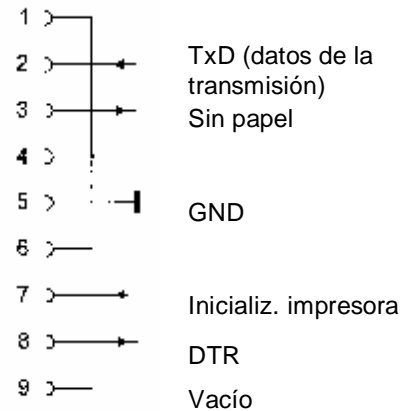 1
2 TxD (datos de la
transmisión)
3 Sin papel
4
5 GND
6
7 Inicializ. impresora
8 DTR
9 Vacío